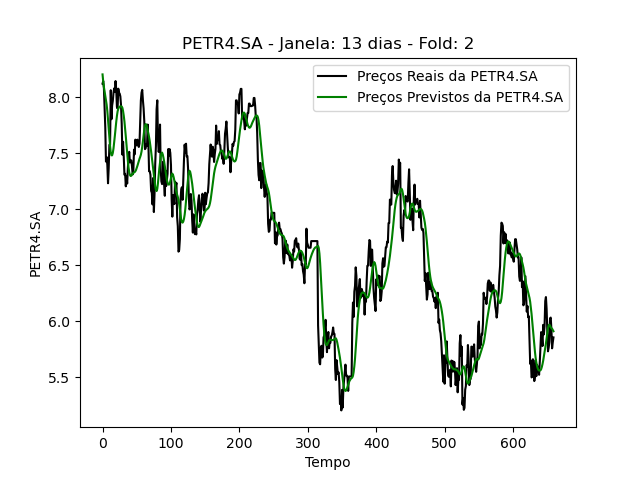 PETR4.SA - Janela: 13 dias - Fold: 2
Preços Reais da PETR4.SA
Preços Previstos da PETR4.SA
8.0
7.5
7.0
6.5
6.0
5.5
PETR4.SA
0 100 200 300 400 500 600
Tempo